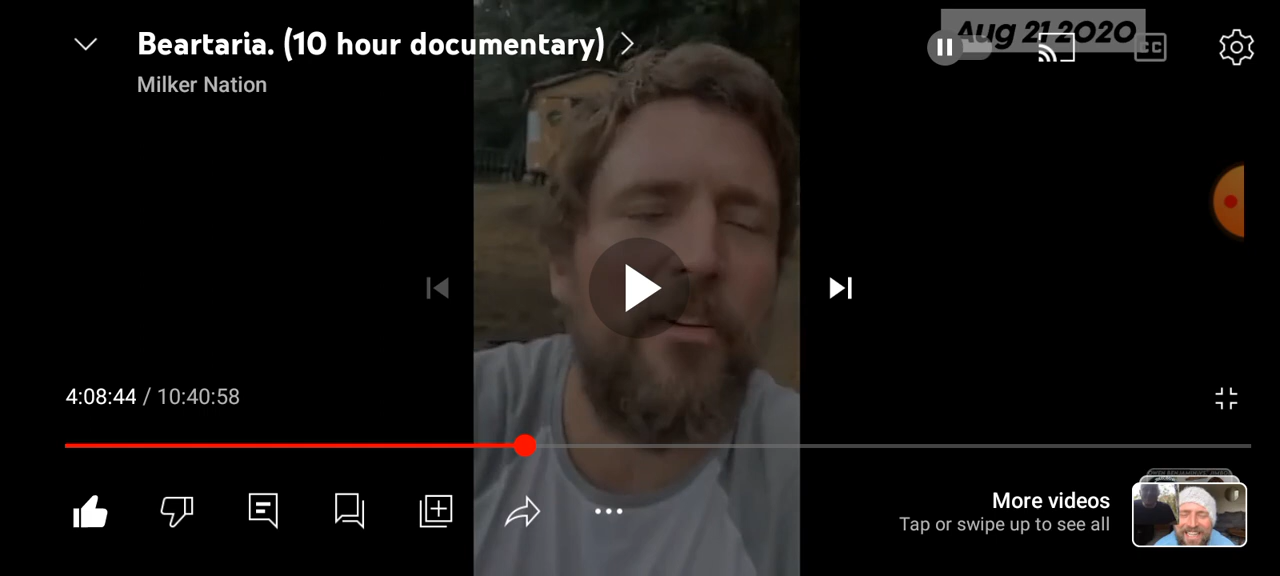 Beartaria. (10 hour documentary)
Aug 21 2020
CC
Milker Nation
4:08:44 / 10:40:58
More videos
Tap or swipe up to see all